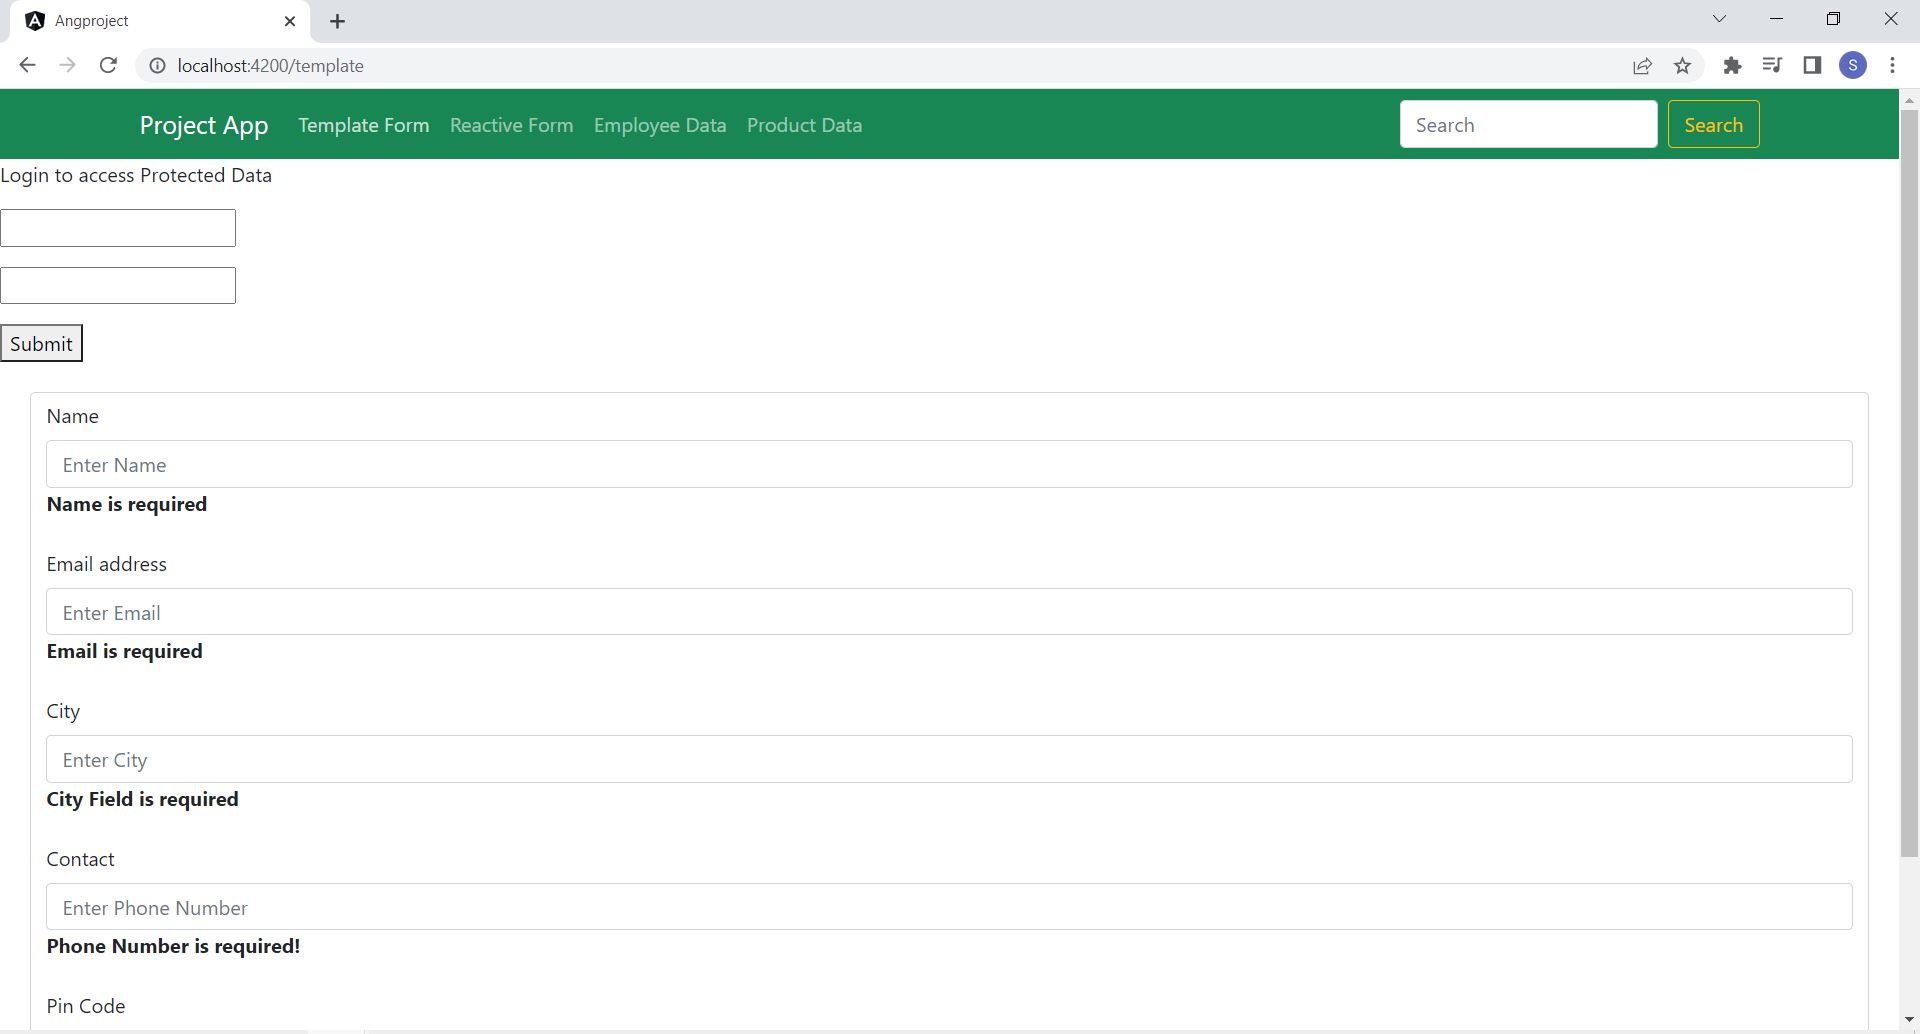 Angproject
localhost:4200/template
S
Project App Template Form Reactive Form Employee Data Product Data Search Search
Login to access Protected Data
Submit
Name
Enter Name
Name is required
Email address
Enter Email
Email is required
City
Enter City
City Field is required
Contact
Enter Phone Number
Phone Number is required!
Pin Code